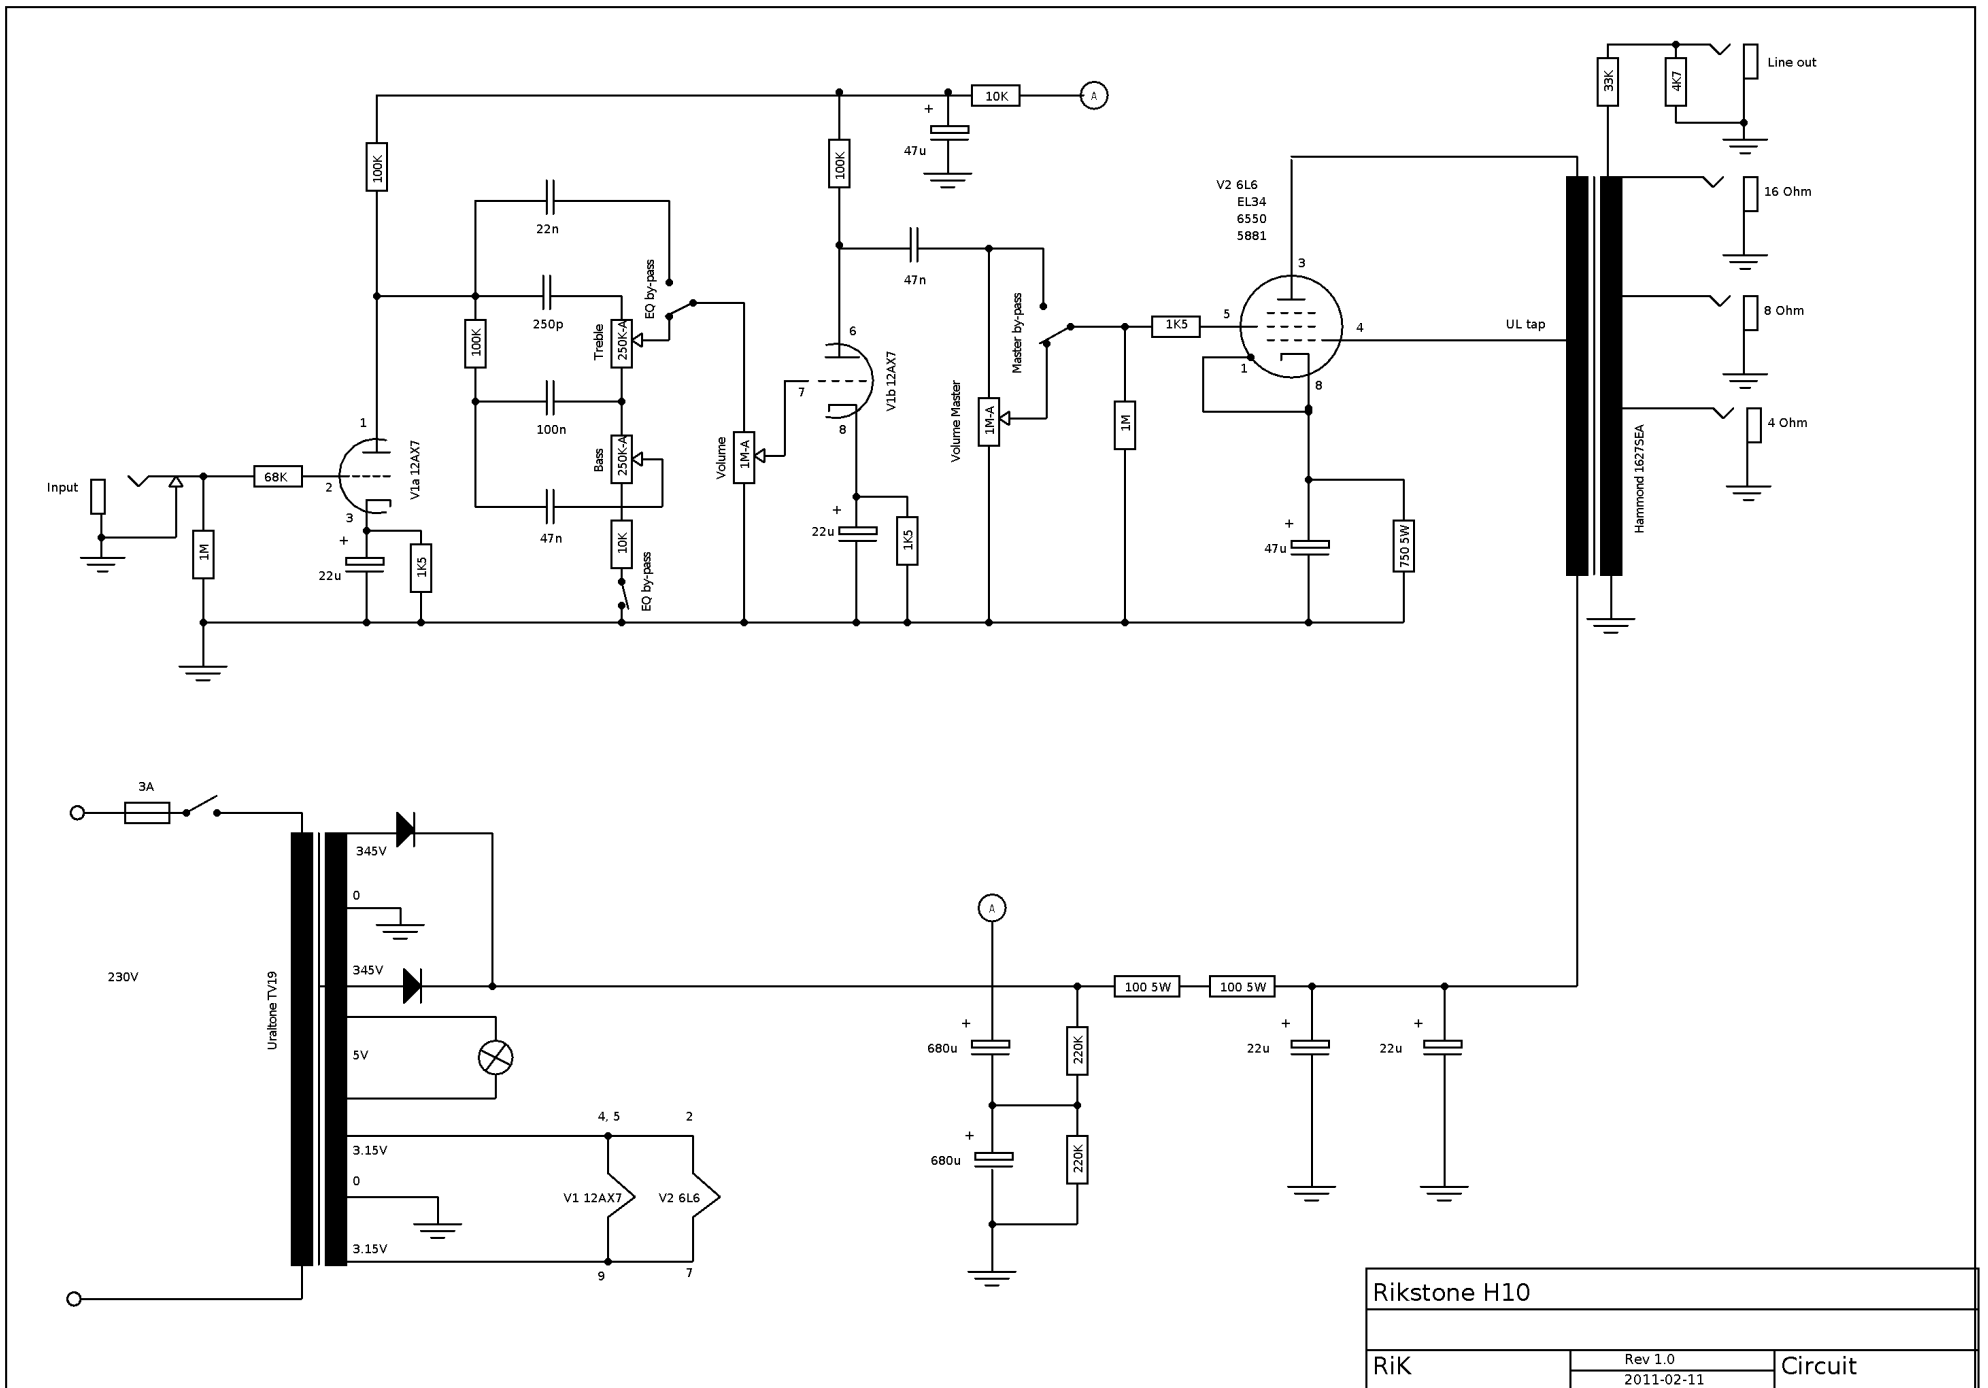 Line out
33K
4K7
10K
A
+
47u
100K
100K
V2 6L6
EL34
6550
5881
16 Ohm
22n
EQ by-pass
47n
3
250p
100K
Treble
250K-A
Master by-pass
5
1K5
4
UL tap
8 Ohm
6
7
V1b 12AX7
1
8
1
100n
8
Volume Master
1M-A
1M
4 Ohm
Input
68K
2
V1a 12AX7
3
Bass
250K-A
Volume
1M-A
Hammond 1627SEA
+
22u
1K5
1M
47n
10K
EQ by-pass
+
22u
1K5
+
47u
750 5W
3A
345V
0
345V
230V
Uraltone TV19
5V
A
100 5W
100 5W
+
680u
220K
+
22u
+
22u
4, 5
2
3.15V
0
V1 12AX7
V2 6L6
3.15V
9
7
+
680u
220K
Rikstone H10
RiK
Rev 1.0
2011-02-11
Circuit